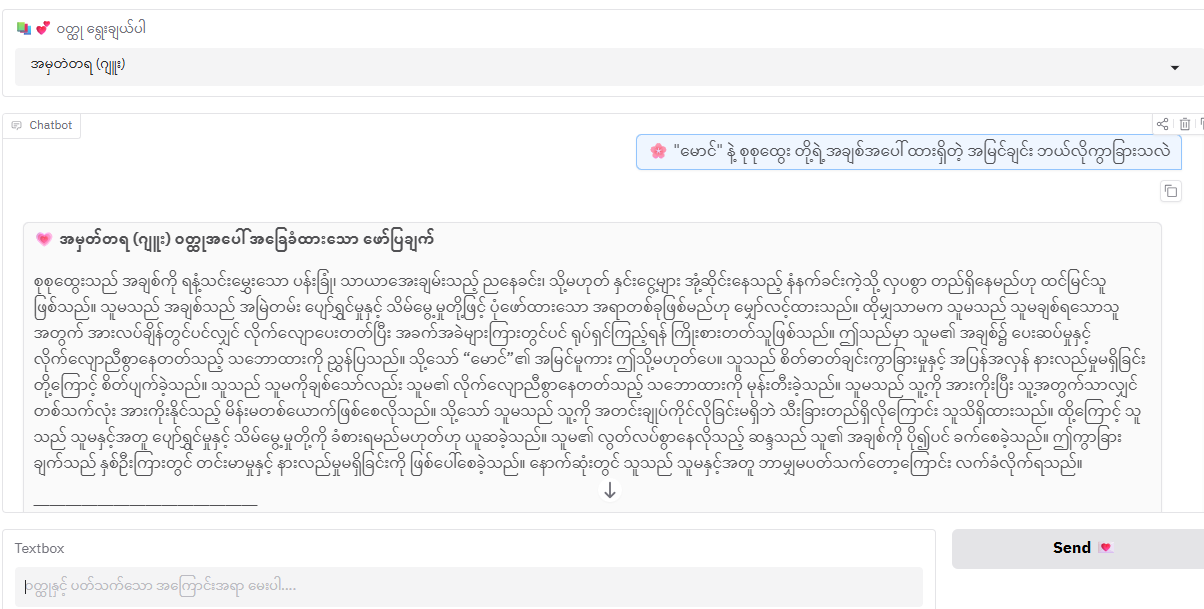 📚💕 ဝတ္ထု ရွေးချယ်ပါ
အမှတဲတရ (ဂျူး)
Chatbot
🌸 "မောင်" နဲ့ စုစုထွေး တို့ရဲ့အချစ်အပေါ်ထားရှိတဲ့ အမြင်ချင်း ဘယ်လိုကွာခြားသလဲ
💗 အမှတ်တရ (ဂျူး) ဝတ္ထုအပေါ် အခြေခံထားသော ဖော်ပြချက်
စုစုထွေးသည် အချစ်ကို ရနံ့သင်းမွှေးသော ပန်းခြုံ၊ သာယာအေးချမ်းသည့် ညနေခင်း၊ သို့မဟုတ် နှင်းငွေ့များ အုံ့ဆိုင်းနေသည့် နံနက်ခင်းကဲ့သို့ လှပစွာ တည်ရှိနေမည်ဟု ထင်မြင်သူ
ဖြစ်သည်။ သူမသည် အချစ်သည် အမြဲတမ်း ပျော်ရွှင်မှုနှင့် သိမ်မွေ့မှုတို့ဖြင့် ပုံဖော်ထားသော အရာတစ်ခုဖြစ်မည်ဟု မျှော်လင့်ထားသည်။ ထိုမျှသာမက သူမသည် သူမချစ်ရသောသူ
အတွက် အားလပ်ချိန်တွင်ပင်လျှင် လိုက်လျောပေးတတ်ပြီး အခက်အခဲများကြားတွင်ပင် ရုပ်ရှင်ကြည့်ရန် ကြိုးစားတတ်သူဖြစ်သည်။ ဤသည်မှာ သူမ၏ အချစ်၌ ပေးဆပ်မှုနှင့်
လိုက်လျောညီစွာနေတတ်သည့် သဘောထားကို ညွှန်ပြသည်။ သို့သော် “မောင်”၏ အမြင်မူကား ဤသို့မဟုတ်ပေ။ သူသည် စိတ်ဓာတ်ချင်းကွာခြားမှုနှင့် အပြန်အလှန် နားလည်မှုမရှိခြင်း
တို့ကြောင့် စိတ်ပျက်ခဲ့သည်။ သူသည် သူမကိုချစ်သော်လည်း သူမ၏ လိုက်လျောညီစွာနေတတ်သည့် သဘောထားကို မုန်းတီးခဲ့သည်။ သူမသည် သူ့ကို အားကိုးပြီး သူ့အတွက်သာလျှင်
တစ်သက်လုံး အားကိုးနိုင်သည့် မိန်းမတစ်ယောက်ဖြစ်စေလိုသည်။ သို့သော် သူမသည် သူ့ကို အတင်းချုပ်ကိုင်လိုခြင်းမရှိဘဲ သီးခြားတည်ရှိလိုကြောင်း သူသိရှိထားသည်။ ထို့ကြောင့် သူ
သည် သူမနှင့်အတူ ပျော်ရွှင်မှုနှင့် သိမ်မွေ့မှုတို့ကို ခံစားရမည်မဟုတ်ဟု ယူဆခဲ့သည်။ သူမ၏ လွတ်လပ်စွာနေလိုသည့် ဆန္ဒသည် သူ၏ အချစ်ကို ပို၍ပင် ခက်စေခဲ့သည်။ ဤကွာခြား
ချက်သည် နှစ်ဦးကြားတွင် တင်းမာမှုနှင့် နားလည်မှုမရှိခြင်းကို ဖြစ်ပေါ်စေခဲ့သည်။ နောက်ဆုံးတွင် သူသည် သူမနှင့်အတူ ဘာမျှမပတ်သက်တော့ကြောင်း လက်ခံလိုက်ရသည်။
Textbox
ဝတ္ထုနှင့် ပတ်သက်သော အကြောင်းအရာ မေးပါ....
Send 💌